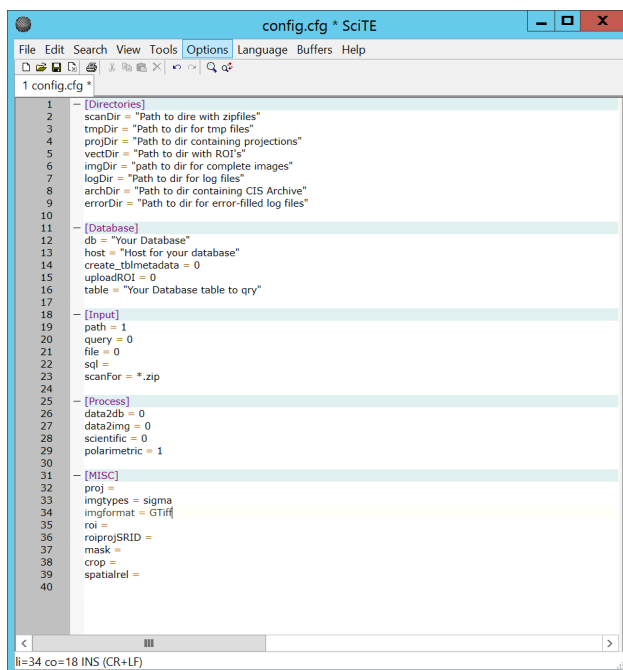 config.cfg * SciTE
File Edit Search View Tools Options Language Buffers Help
1 config.cfg *
1 [Directories]
2 scanDir = "Path to dire with zipfiles"
3 tmpDir = "Path to dir for tmp files"
4 projDir = "Path to dir containing projections"
5 vectDir = "Path to dir with ROI's"
6 imgDir = "path to dir for complete images"
7 logDir = "Path to dir for log files"
8 archDir = "Path to dir containing CIS Archive"
9 errorDir = "Path to dir for error-filled log files"
10
11 [Database]
12 db = "Your Database"
13 host = "Host for your database"
14 create_tblmetadata = 0
15 uploadROI = 0
16 table = "Your Database table to qry"
17
18 [Input]
19 path = 1
20 query = 0
21 file = 0
22 sql =
23 scanFor = *.zip
24
25 [Process]
26 data2db = 0
27 data2img = 0
28 scientific = 0
29 polarimetric = 1
30
31 [MISC]
32 proj =
33 imgtypes = sigma
34 imgformat = GTiff
35 roi =
36 roiprojSRID =
37 mask =
38 crop =
39 spatialrel =
40
li=34 co=18 INS (CR+LF)